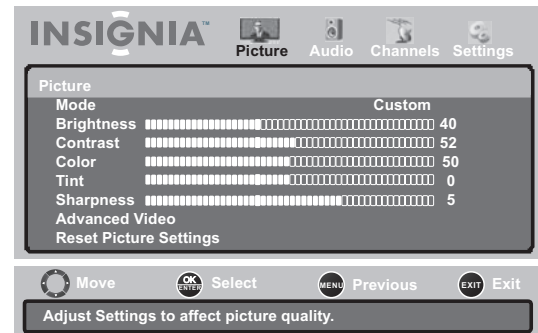 INSIGNIA™
Picture Audio Channels Settings
Picture
Mode Custom
Brightness 40
Contrast 52
Color 50
Tint 0
Sharpness 5
Advanced Video
Reset Picture Settings
Move OK ENTER Select MENU Previous EXIT Exit
Adjust Settings to affect picture quality.